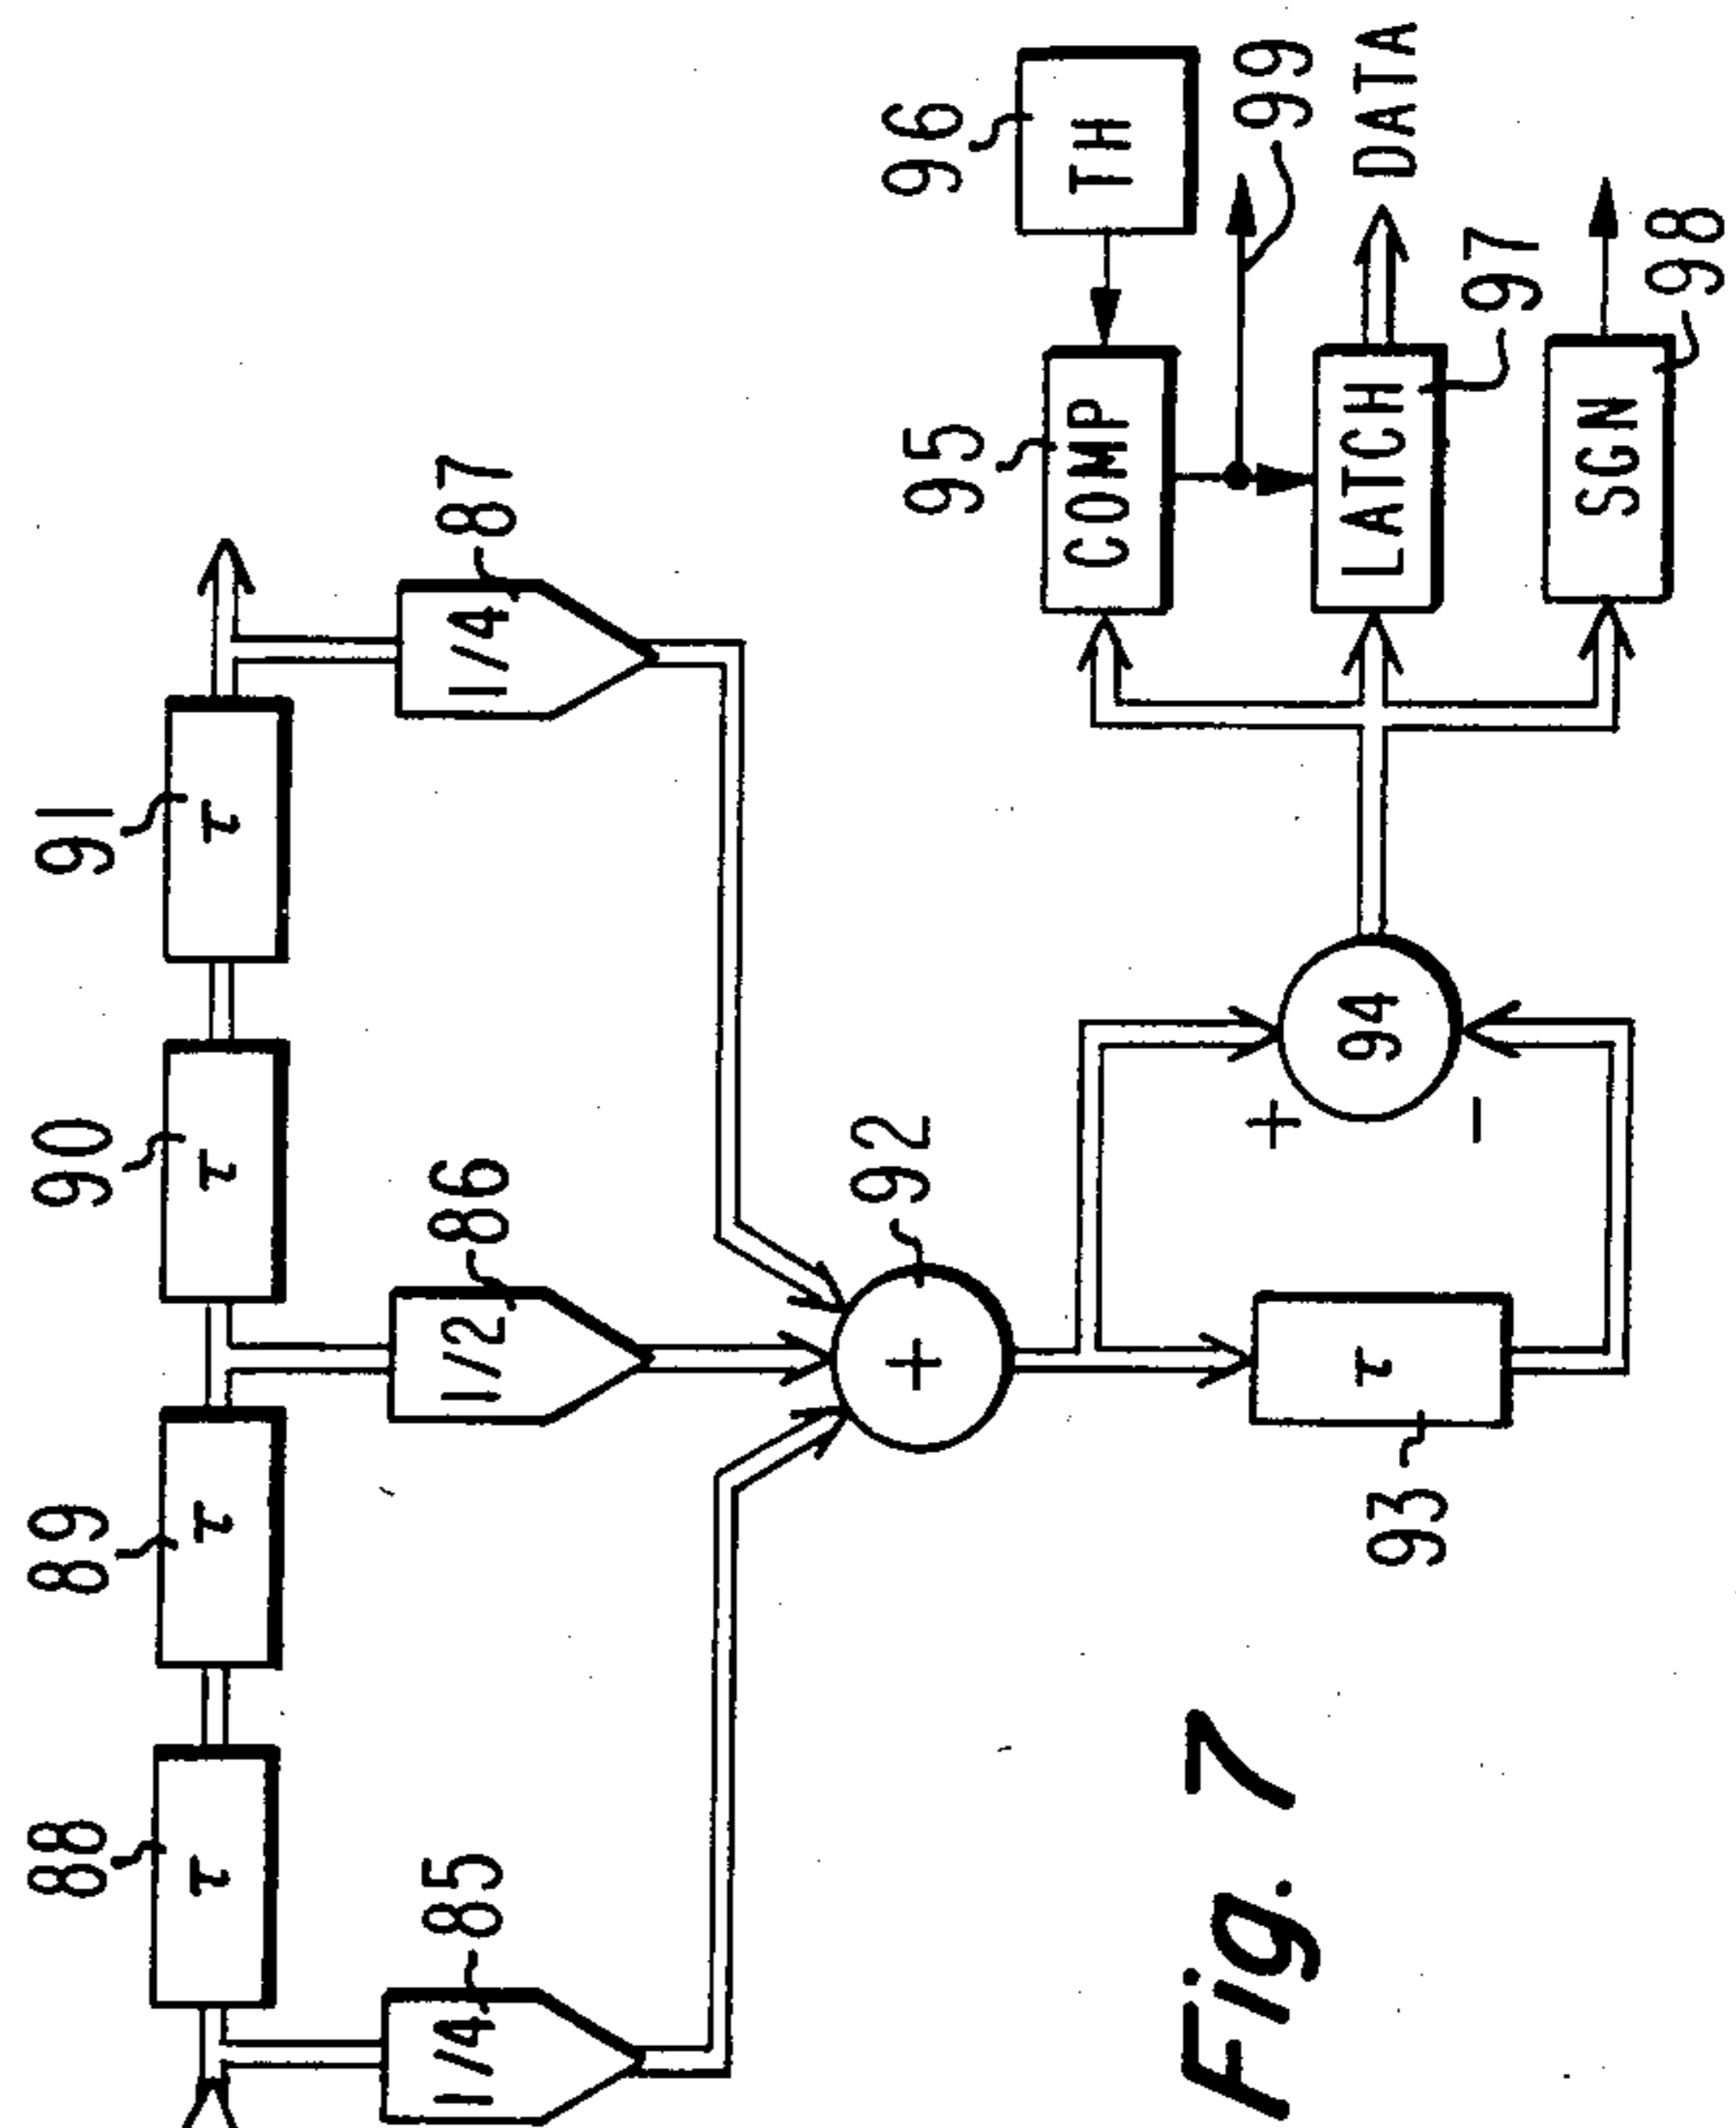 88 89 90 91
τ τ τ τ
85 86 87
1/4 1/2 1/4
92
+
96
TH
95
COMP
99
93
τ
+
94
−
LATCH
DATA
97
SGN
98
Fig. 7